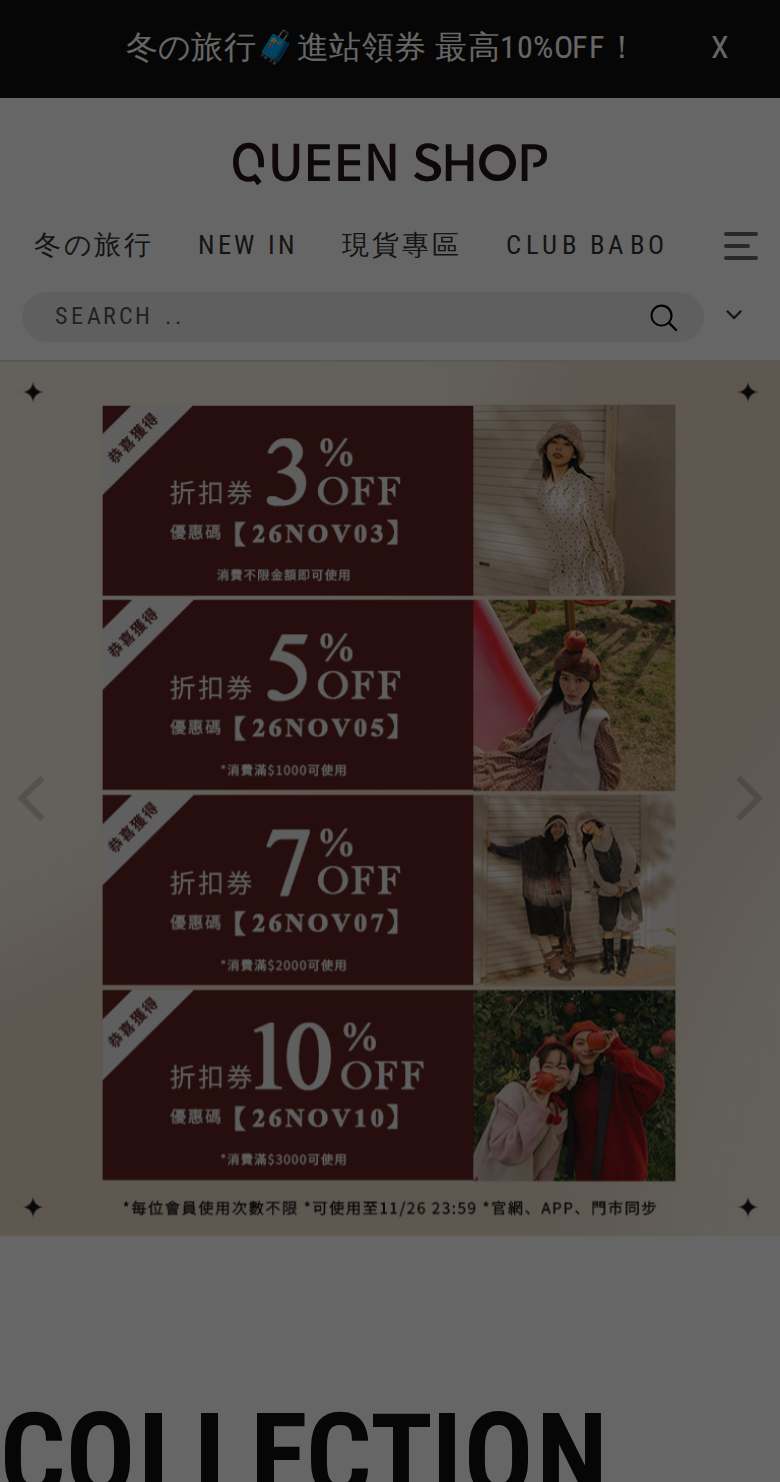 冬の旅行🧳進站領券 最高10%OFF！
X
QUEEN SHOP
冬の旅行 NEW IN 現貨專區 CLUB BABO
SEARCH ..
恭喜獲得
折扣券 3% OFF
優惠碼【26NOV03】
消費不限金額即可使用
恭喜獲得
折扣券 5% OFF
優惠碼【26NOV05】
*消費滿$1000可使用
恭喜獲得
折扣券 7% OFF
優惠碼【26NOV07】
*消費滿$2000可使用
恭喜獲得
折扣券 10% OFF
優惠碼【26NOV10】
*消費滿$3000可使用
*每位會員使用次數不限 *可使用至11/26 23:59 *官網、APP、門市同步
COLLECTION